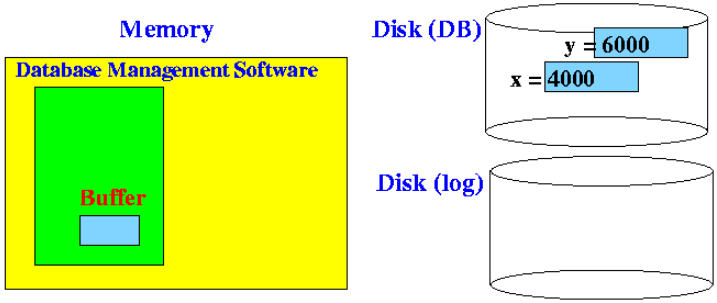 Memory
Disk (DB)
y = 6000
Database Management Software
x = 4000
Disk (log)
Buffer